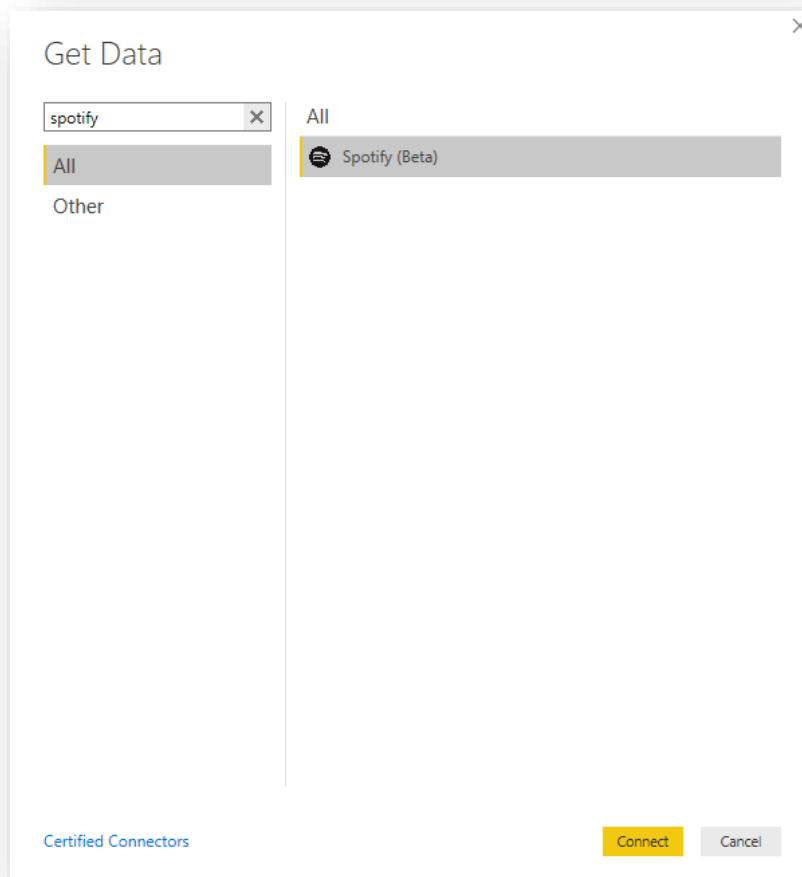 Get Data
spotify
All
Other
All
Spotify (Beta)
Certified Connectors
Connect
Cancel